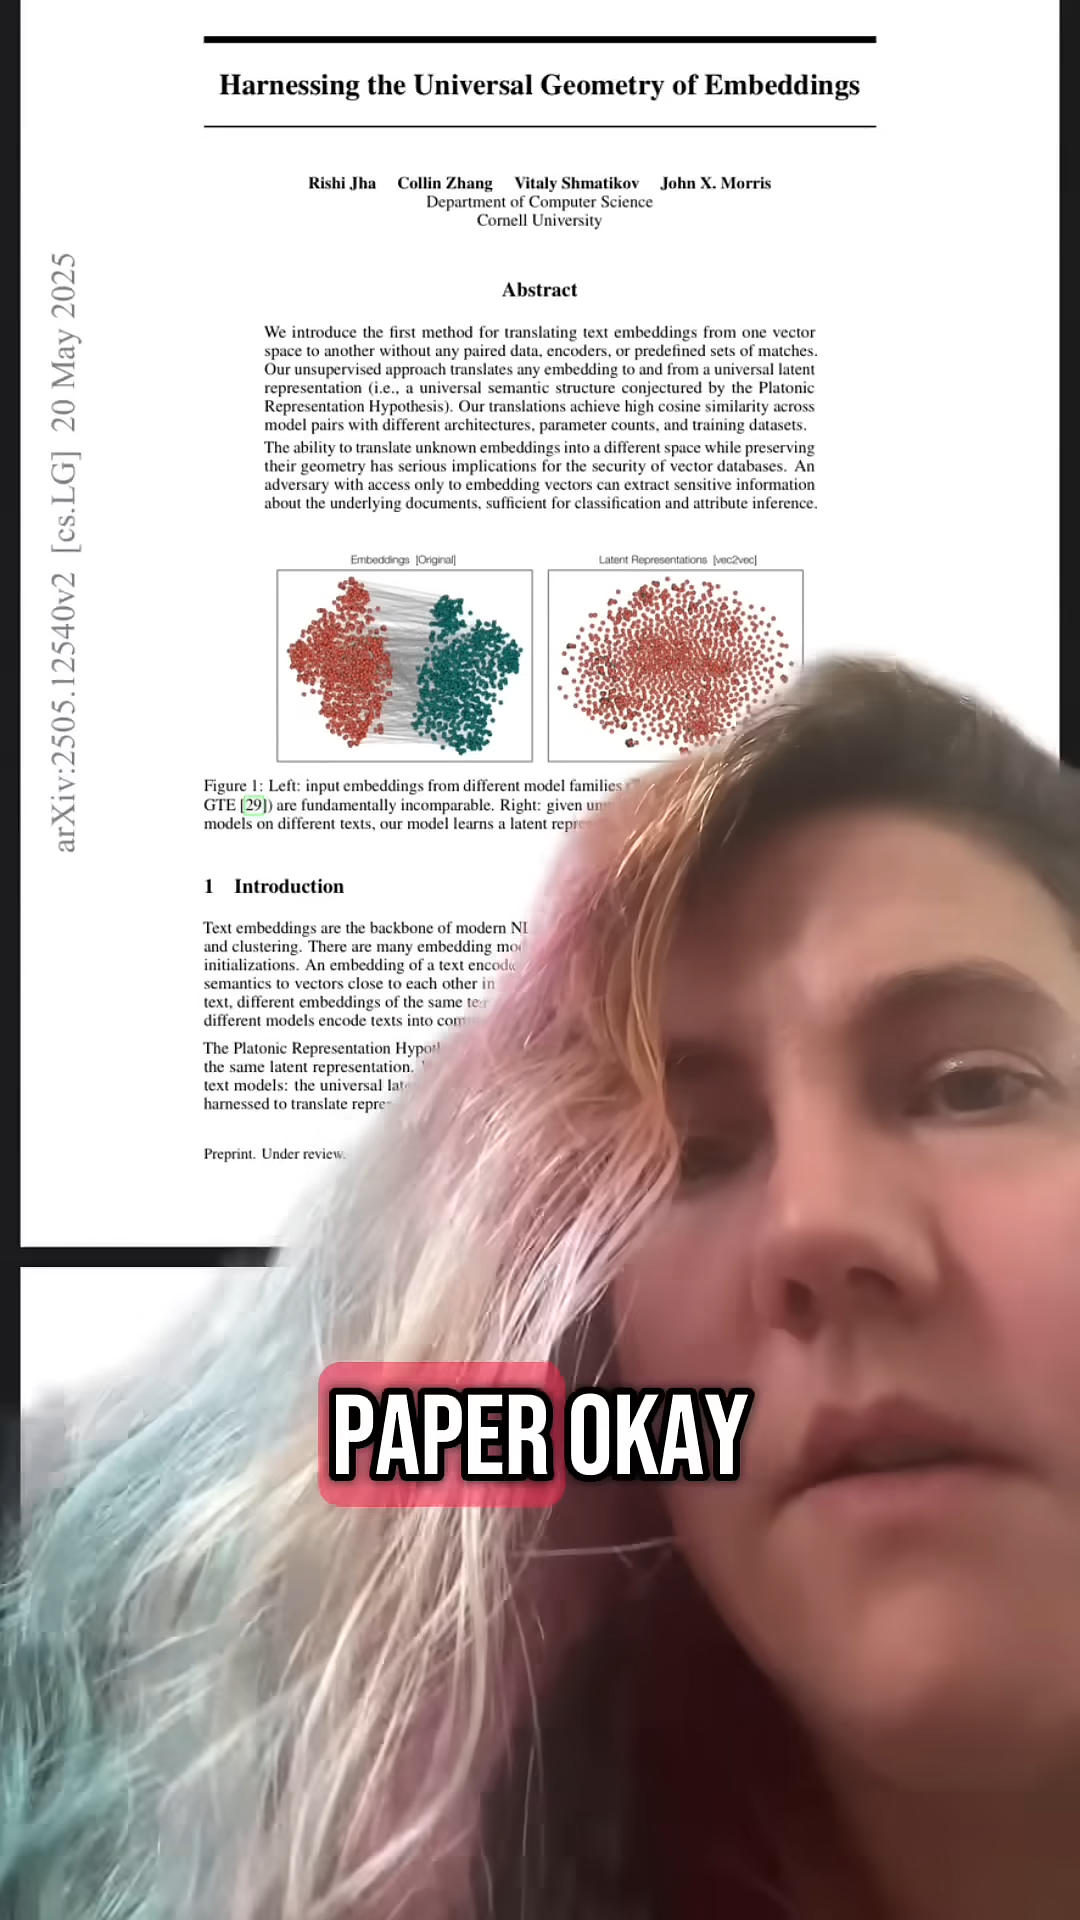 Harnessing the Universal Geometry of Embeddings
Rishi Jha Collin Zhang Vitaly Shmatikov John X. Morris
Department of Computer Science
Cornell University
arXiv:2505.12540v2 [cs.LG] 20 May 2025
Abstract
We introduce the first method for translating text embeddings from one vector
space to another without any paired data, encoders, or predefined sets of matches.
Our unsupervised approach translates any embedding to and from a universal latent
representation (i.e., a universal semantic structure conjectured by the Platonic
Representation Hypothesis). Our translations achieve high cosine similarity across
model pairs with different architectures, parameter counts, and training datasets.
The ability to translate unknown embeddings into a different space while preserving
their geometry has serious implications for the security of vector databases. An
adversary with access only to embedding vectors can extract sensitive information
about the underlying documents, sufficient for classification and attribute inference.
Embeddings [Original]
Latent Representations [vec2vec]
Figure 1: Left: input embeddings from different model families
GTE [29]) are fundamentally incomparable. Right: given
models on different texts, our model learns a latent
1 Introduction
Text embeddings are the backbone of modern
and clustering. There are many embedding
initializations. An embedding of a text
semantics to vectors close to each other in
text, different embeddings of the same
different models encode texts into
The Platonic Representation
the same latent representation.
text models: the universal
harnessed to translate
Preprint. Under review.
PAPER OKAY